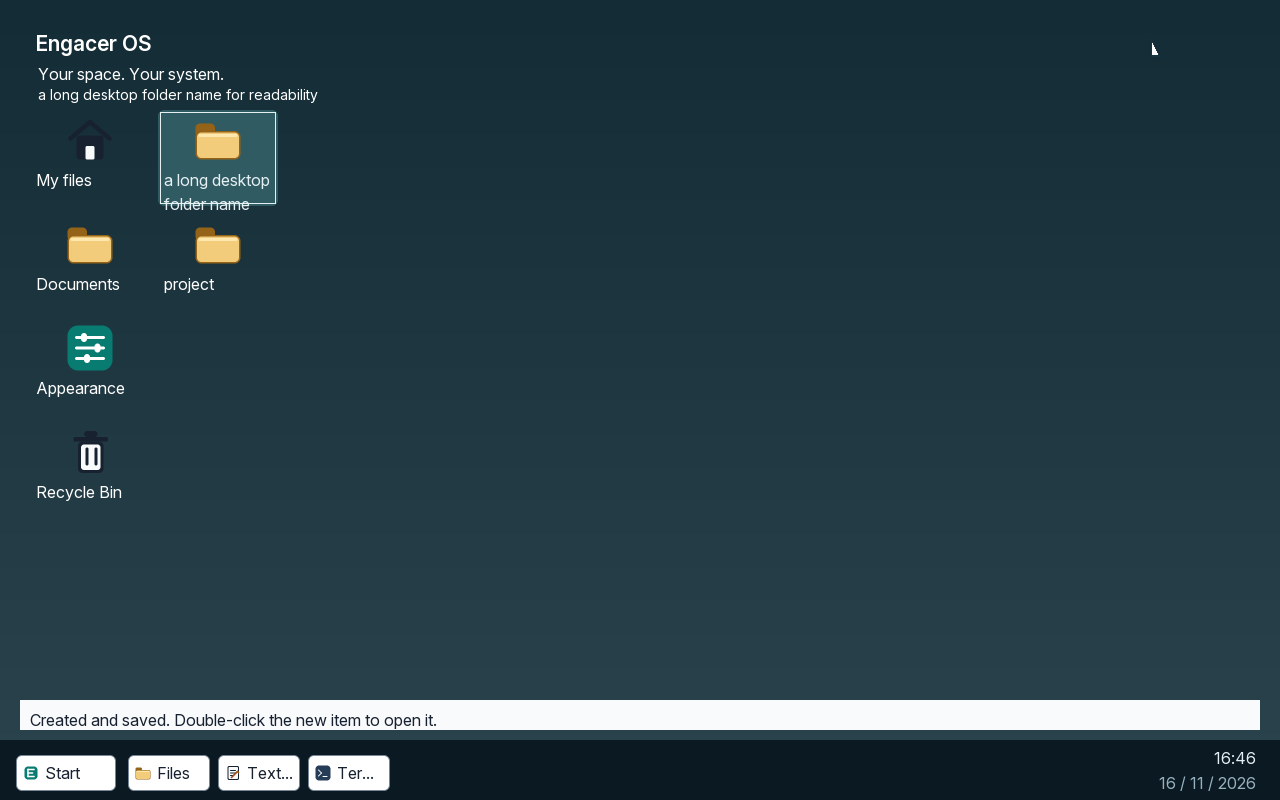 Engacer OS
Your space. Your system.
a long desktop folder name for readability
My files
a long desktop
folder name
Documents
project
Appearance
Recycle Bin
Created and saved. Double-click the new item to open it.
Start
Files
Text...
Ter...
16:46
16 / 11 / 2026